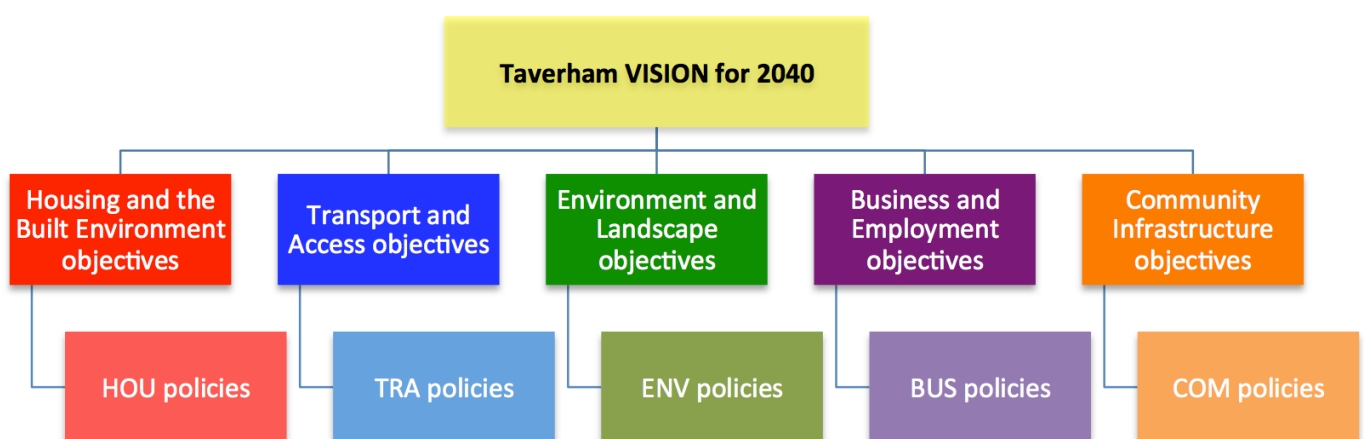 Taverham VISION for 2040
Housing and the
Built Environment
objectives
Transport and
Access objectives
Environment and
Landscape
objectives
Business and
Employment
objectives
Community
Infrastructure
objectives
HOU policies
TRA policies
ENV policies
BUS policies
COM policies